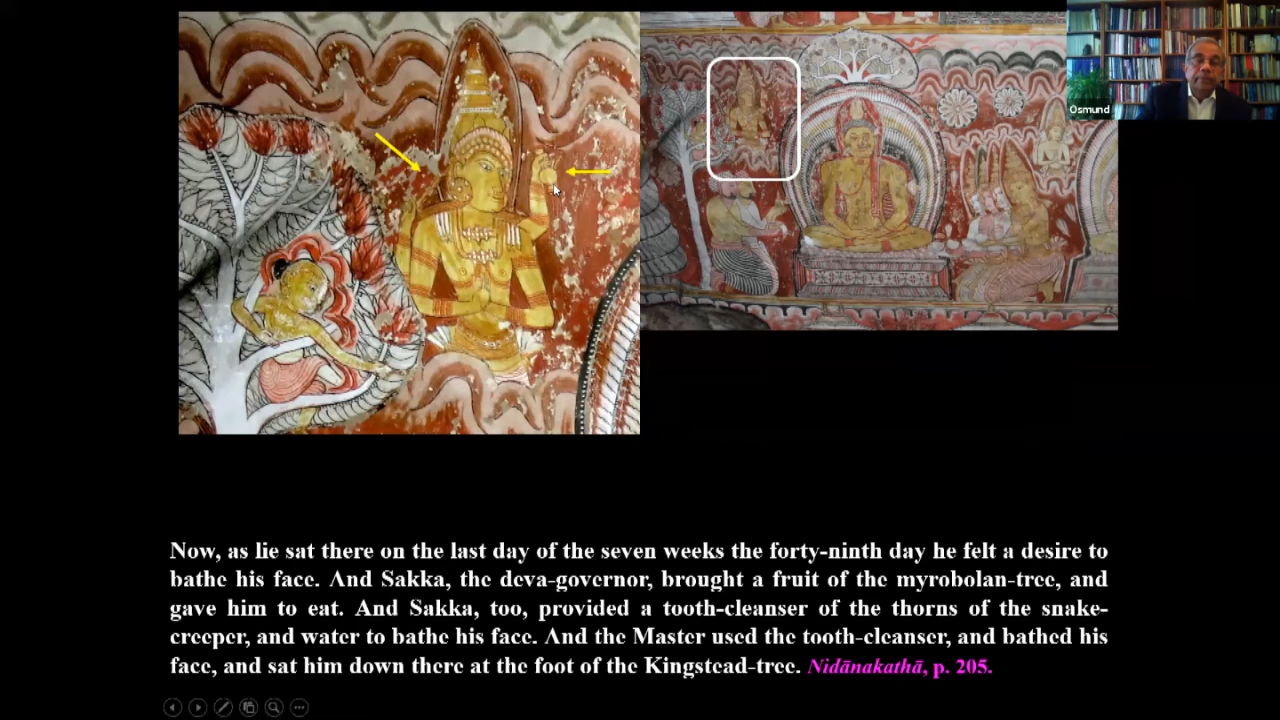 Osmund
Now, as lie sat there on the last day of the seven weeks the forty-ninth day he felt a desire to
bathe his face. And Sakka, the deva-governor, brought a fruit of the myrobolan-tree, and
gave him to eat. And Sakka, too, provided a tooth-cleanser of the thorns of the snake-
creeper, and water to bathe his face. And the Master used the tooth-cleanser, and bathed his
face, and sat him down there at the foot of the Kingstead-tree. Nidānakathā, p. 205.